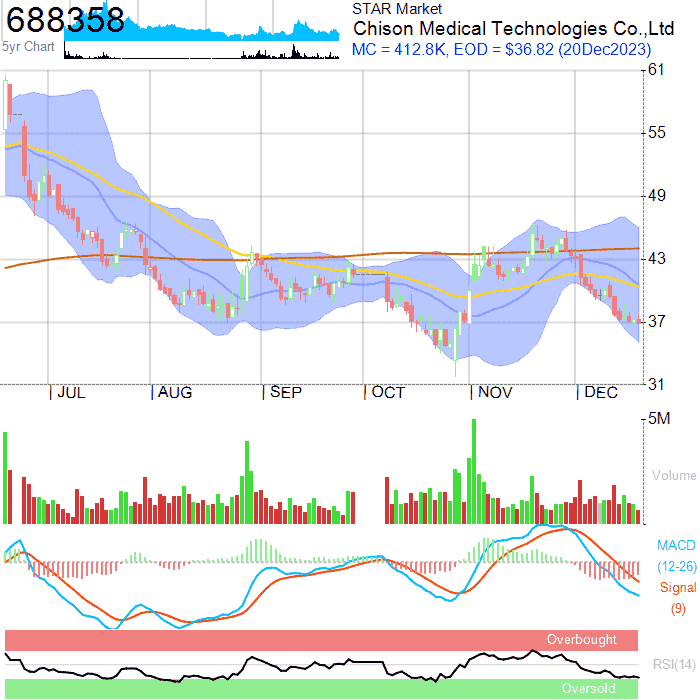 688358
5yr Chart
STAR Market
Chison Medical Technologies Co.,Ltd
MC = 412.8K, EOD = $36.82 (20Dec2023)
61
55
49
43
37
31
JUL AUG SEP OCT NOV DEC
5M
Volume
MACD
(12-26)
Signal
(9)
Overbought
RSI(14)
Oversold